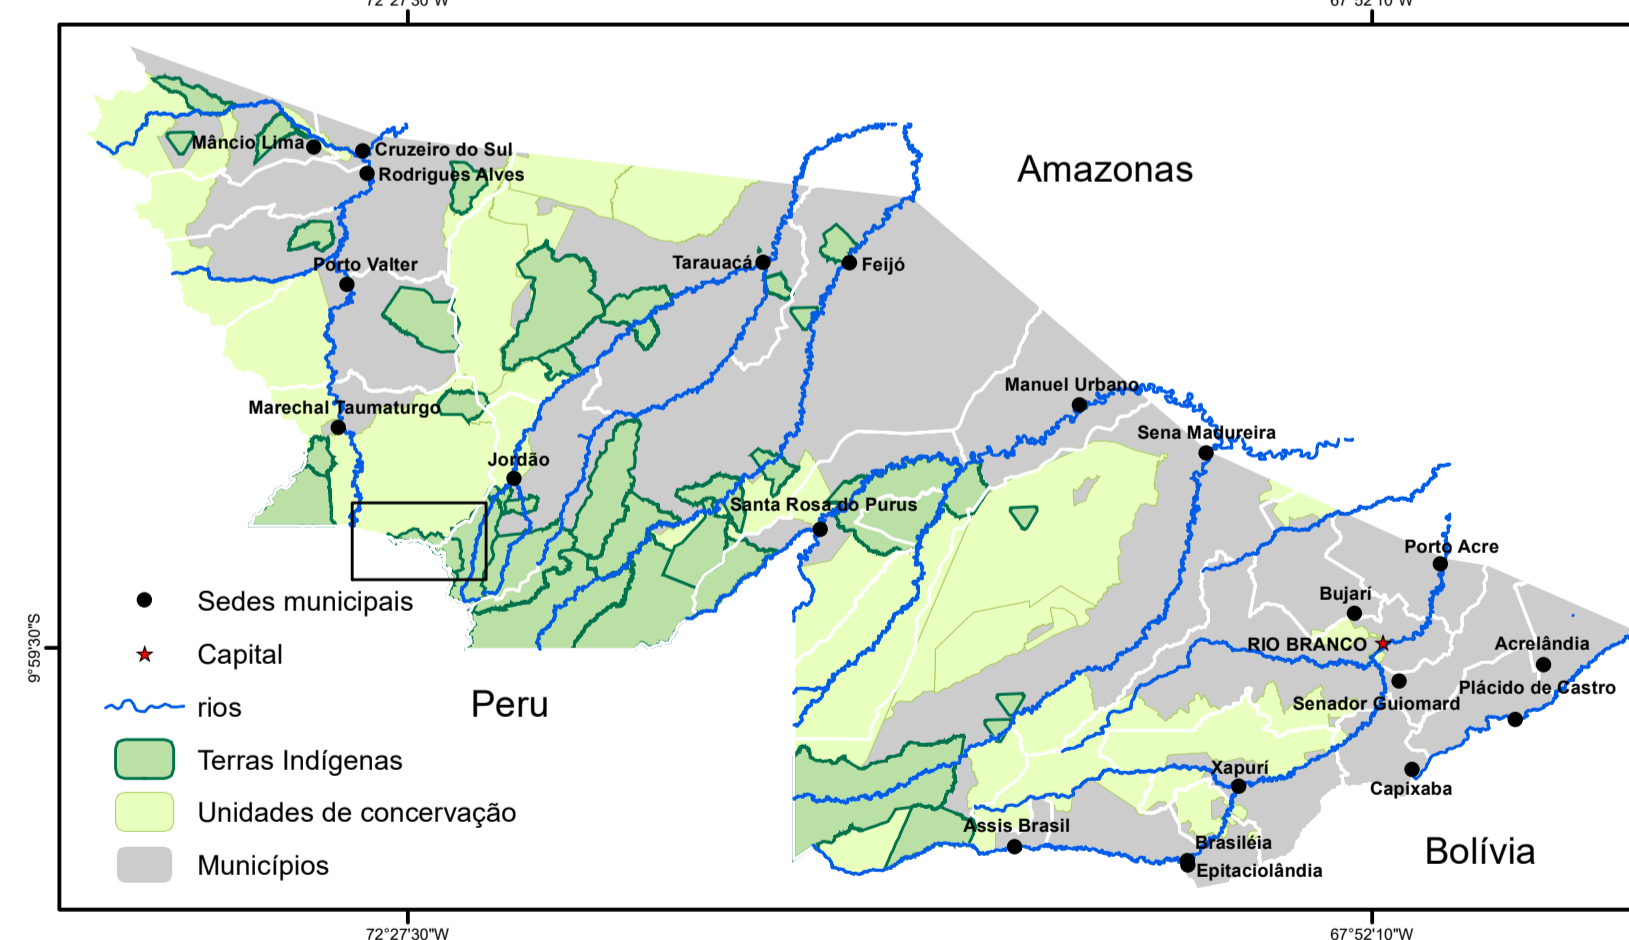 72°27'30"W
67°52'10"W
Amazonas
Mâncio Lima
Cruzeiro do Sul
Rodrigues Alves
Porto Valter
Tarauacá
Feijó
Manuel Urbano
Marechal Taumaturgo
Sena Madureira
Jordão
Santa Rosa do Purus
Porto Acre
Bujarí
RIO BRANCO
Acrelândia
Senador Guiomard
Plácido de Castro
Xapurí
Capixaba
Assis Brasil
Brasiléia
Epitaciolândia
Peru
Bolívia
9°59'30"S
Sedes municipais
Capital
rios
Terras Indígenas
Unidades de concervação
Municípios
72°27'30"W
67°52'10"W